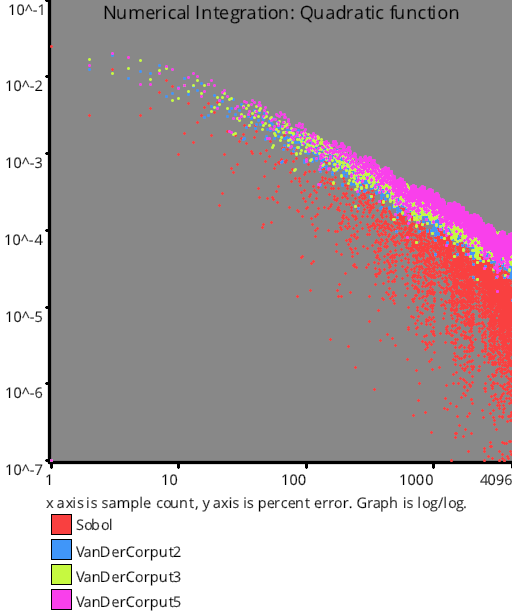 Numerical Integration: Quadratic function
10^-1
10^-2
10^-3
10^-4
10^-5
10^-6
10^-7
1 10 100 1000 4096
x axis is sample count, y axis is percent error. Graph is log/log.
Sobol
VanDerCorput2
VanDerCorput3
VanDerCorput5